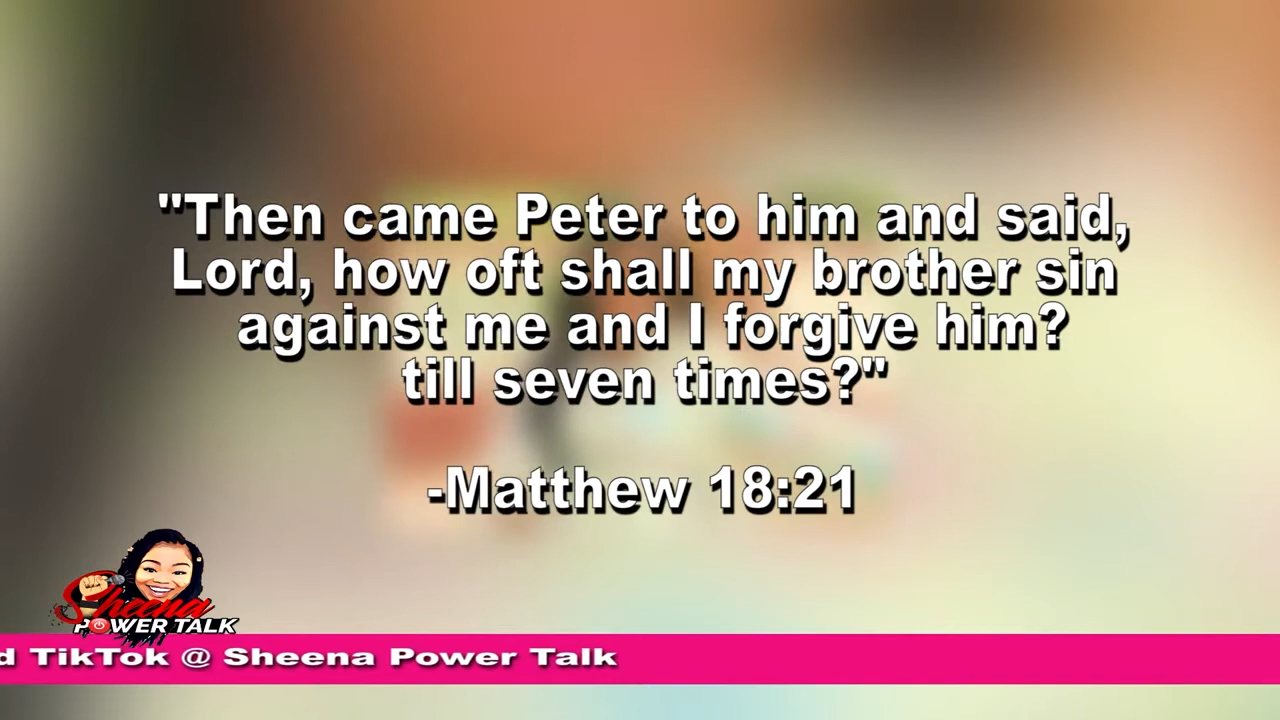 "Then came Peter to him and said,
Lord, how oft shall my brother sin
against me and I forgive him?
till seven times?"
-Matthew 18:21
Sheena
POWER TALK
d TikTok @ Sheena Power Talk